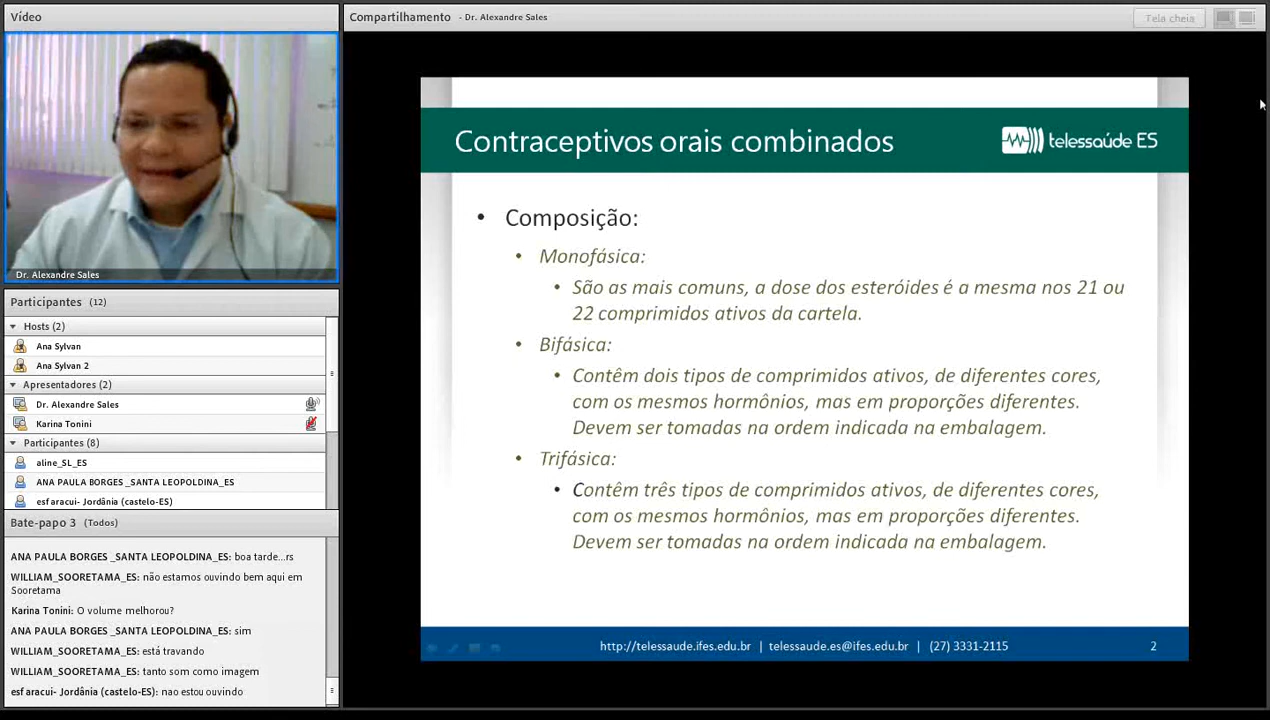 Vídeo
Dr. Alexandre Sales
Participantes (12)
Hosts (2)
Ana Sylvan
Ana Sylvan 2
Apresentadores (2)
Dr. Alexandre Sales
Karina Tonini
Participantes (8)
aline_SL_ES
ANA PAULA BORGES _SANTA LEOPOLDINA_ES
esf aracui- Jordânia (castelo-ES)
Bate-papo 3 (Todos)
ANA PAULA BORGES _SANTA LEOPOLDINA_ES: boa tarde...rs
WILLIAM_SOORETAMA_ES: não estamos ouvindo bem aqui em
Sooretama
Karina Tonini: O volume melhorou?
ANA PAULA BORGES _SANTA LEOPOLDINA_ES: sim
WILLIAM_SOORETAMA_ES: está travando
WILLIAM_SOORETAMA_ES: tanto som como imagem
esf aracui- Jordânia (castelo-ES): nao estou ouvindo
Compartilhamento - Dr. Alexandre Sales
Tela cheia
Contraceptivos orais combinados
telessaúde ES
• Composição:
• Monofásica:
• São as mais comuns, a dose dos esteróides é a mesma nos 21 ou
22 comprimidos ativos da cartela.
• Bifásica:
• Contêm dois tipos de comprimidos ativos, de diferentes cores,
com os mesmos hormônios, mas em proporções diferentes.
Devem ser tomadas na ordem indicada na embalagem.
• Trifásica:
• Contêm três tipos de comprimidos ativos, de diferentes cores,
com os mesmos hormônios, mas em proporções diferentes.
Devem ser tomadas na ordem indicada na embalagem.
http://telessaude.ifes.edu.br | telessaude.es@ifes.edu.br | (27) 3331-2115
2